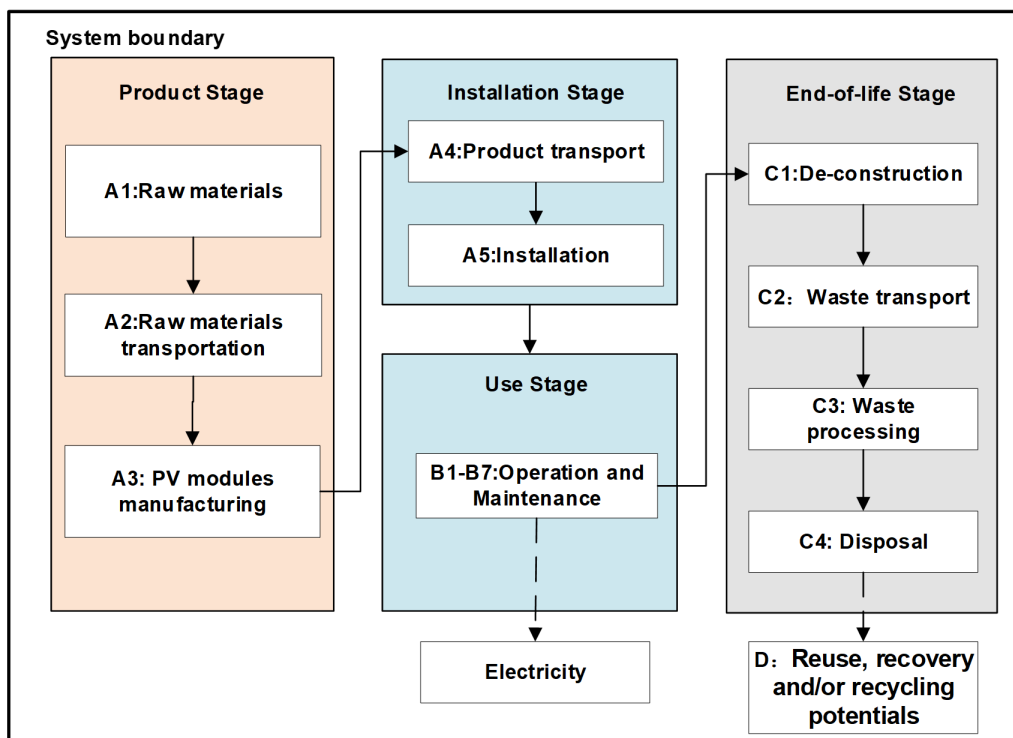 System boundary
Product Stage
A1:Raw materials
A2:Raw materials
transportation
A3: PV modules
manufacturing
Installation Stage
A4:Product transport
A5:Installation
Use Stage
B1-B7:Operation and
Maintenance
Electricity
End-of-life Stage
C1:De-construction
C2：Waste transport
C3: Waste
processing
C4: Disposal
D：Reuse, recovery
and/or recycling
potentials